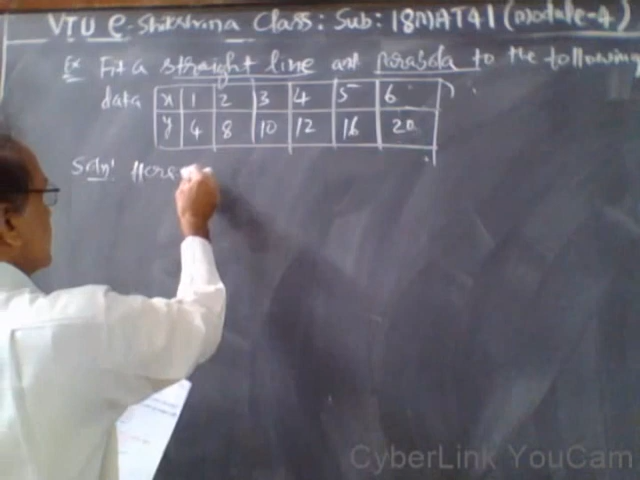 VTU e-Shikshana Class: Sub: 18MAT41 (Module-4)
Ex Fit a straight line and parabola to the following
data x 1 2 3 4 5 6
y 4 8 10 12 16 20
Soln: Here
CyberLink YouCam